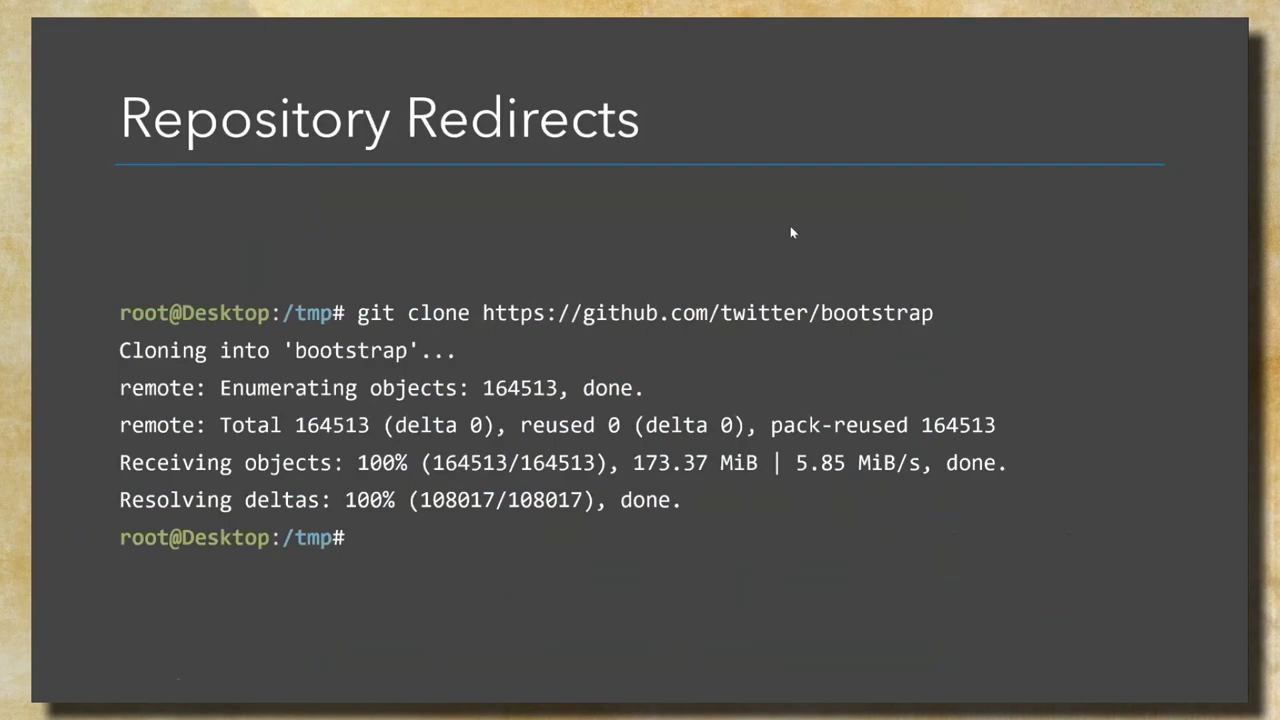 Repository Redirects
root@Desktop:/tmp# git clone https://github.com/twitter/bootstrap
Cloning into 'bootstrap'...
remote: Enumerating objects: 164513, done.
remote: Total 164513 (delta 0), reused 0 (delta 0), pack-reused 164513
Receiving objects: 100% (164513/164513), 173.37 MiB | 5.85 MiB/s, done.
Resolving deltas: 100% (108017/108017), done.
root@Desktop:/tmp#